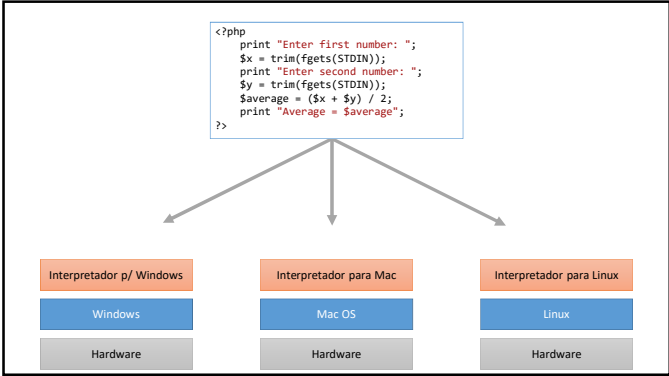 <?php
    print "Enter first number: ";
    $x = trim(fgets(STDIN));
    print "Enter second number: ";
    $y = trim(fgets(STDIN));
    $average = ($x + $y) / 2;
    print "Average = $average";
?>
Interpretador p/ Windows
Interpretador para Mac
Interpretador para Linux
Windows
Mac OS
Linux
Hardware
Hardware
Hardware